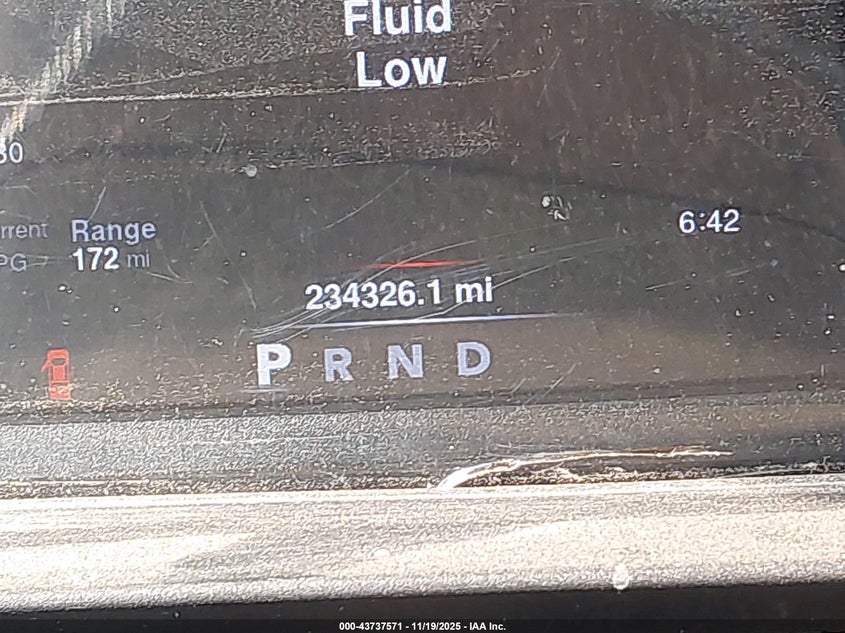 Fluid
Low
30
rrent Range
PG 172 mi
6:42
234326.1 mi
P R N D
000-43737571 - 11/19/2025 - IAA Inc.